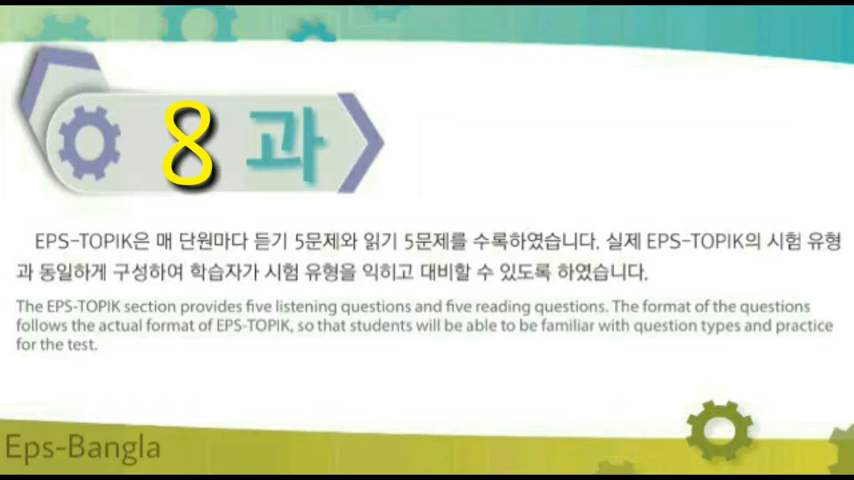 8 과
EPS-TOPIK은 매 단원마다 듣기 5문제와 읽기 5문제를 수록하였습니다. 실제 EPS-TOPIK의 시험 유형
과 동일하게 구성하여 학습자가 시험 유형을 익히고 대비할 수 있도록 하였습니다.
The EPS-TOPIK section provides five listening questions and five reading questions. The format of the questions
follows the actual format of EPS-TOPIK, so that students will be able to be familiar with question types and practice
for the test.
Eps-Bangla